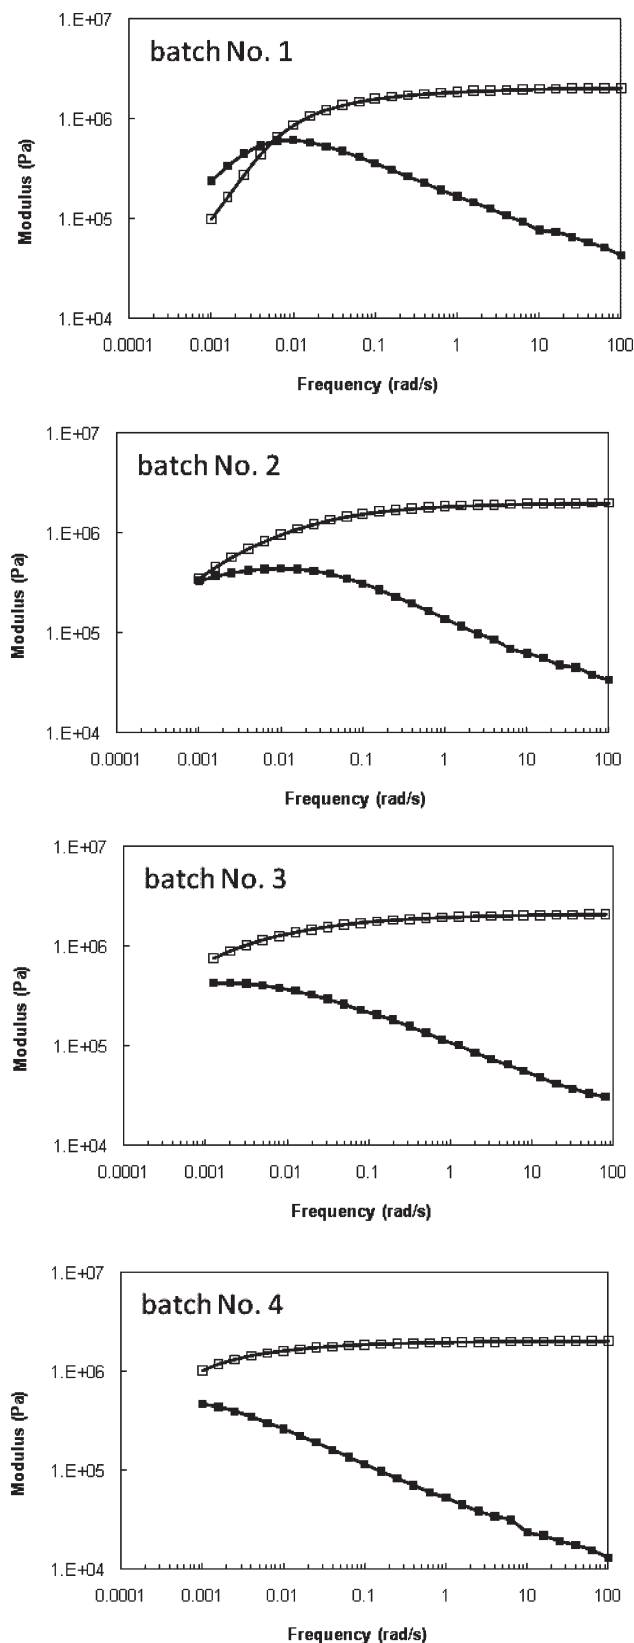 batch No. 1
1.E+07
1.E+06
1.E+05
1.E+04
Modulus (Pa)
0.0001 0.001 0.01 0.1 1 10 100
Frequency (rad/s)
batch No. 2
1.E+07
1.E+06
1.E+05
1.E+04
Modulus (Pa)
0.0001 0.001 0.01 0.1 1 10 100
Frequency (rad/s)
batch No. 3
1.E+07
1.E+06
1.E+05
1.E+04
Modulus (Pa)
0.0001 0.001 0.01 0.1 1 10 100
Frequency (rad/s)
batch No. 4
1.E+07
1.E+06
1.E+05
1.E+04
Modulus (Pa)
0.0001 0.001 0.01 0.1 1 10 100
Frequency (rad/s)